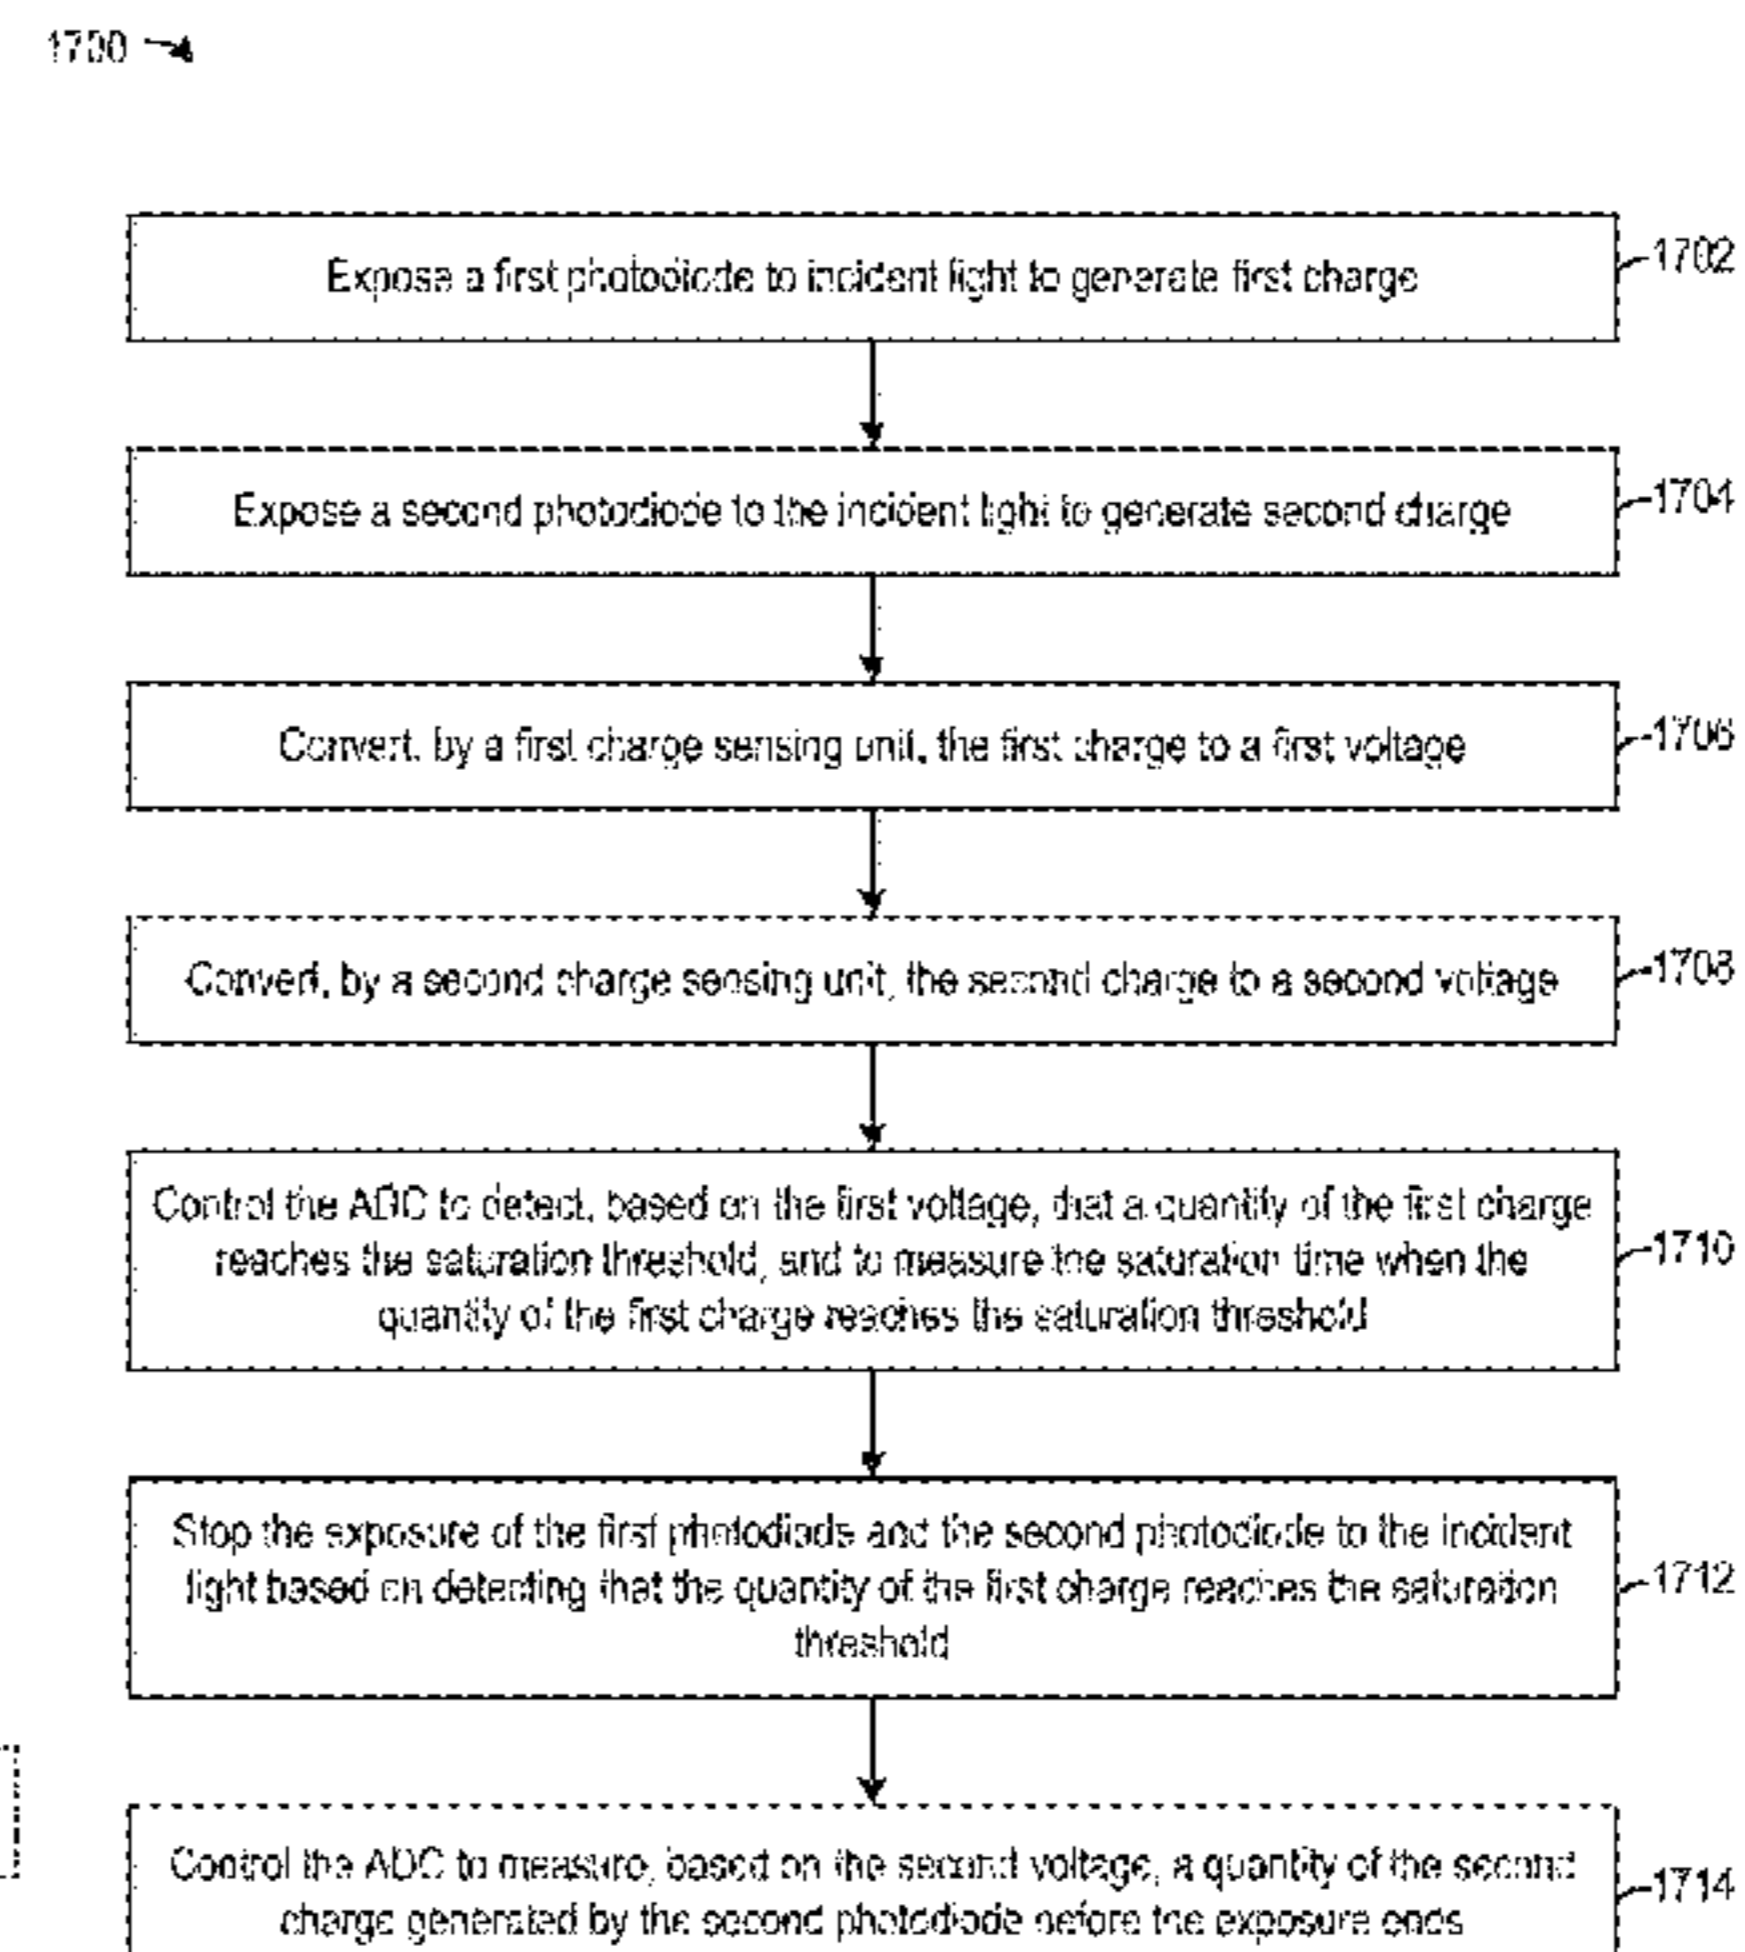 1700
Expose a first photodiode to incident light to generate first charge
1702
Expose a second photodiode to the incident light to generate second charge
1704
Convert, by a first charge sensing unit, the first charge to a first voltage
1706
Convert, by a second charge sensing unit, the second charge to a second voltage
1708
Control the ADC to detect, based on the first voltage, that a quantity of the first charge
reaches the saturation threshold, and to measure the saturation time when the
quantity of the first charge reaches the saturation threshold
1710
Stop the exposure of the first photodiode and the second photodiode to the incident
light based on detecting that the quantity of the first charge reaches the saturation
threshold
1712
Control the ADC to measure, based on the second voltage, a quantity of the second
charge generated by the second photodiode before the exposure ends
1714